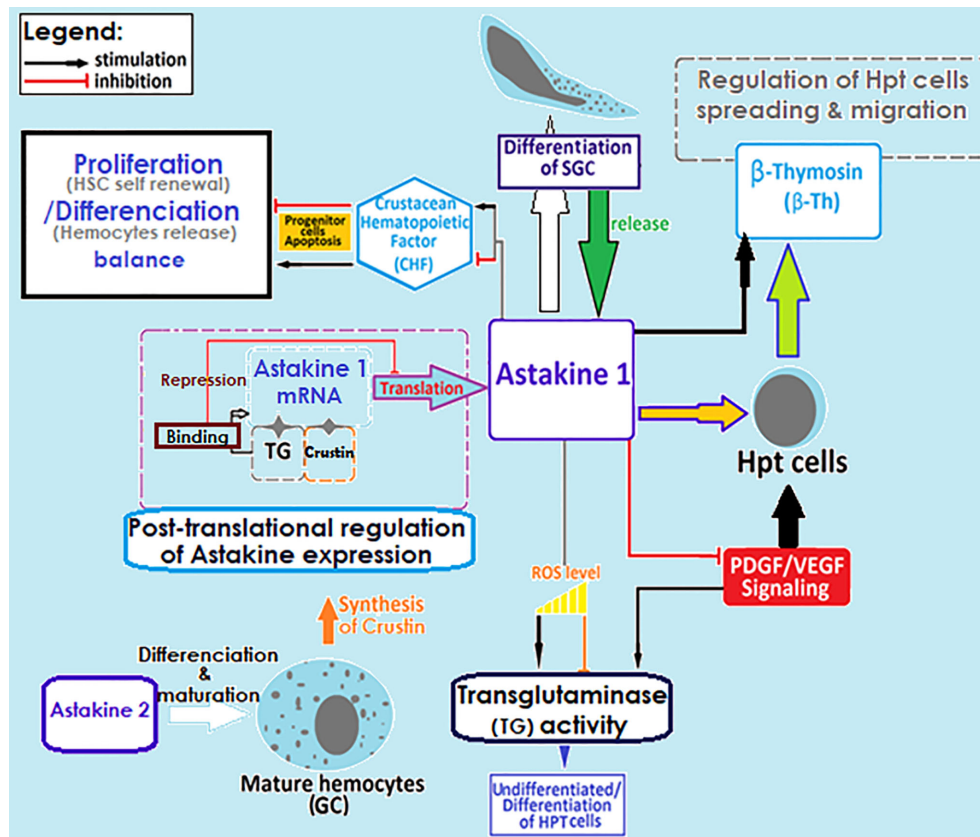 Legend:
stimulation
inhibition
Regulation of Hpt cells
spreading & migration
Differentiation
of SGC
β-Thymosin
(β-Th)
Proliferation
(HSC self renewal)
/Differenciation
(Hemocytes release)
balance
Progenitor
cells
Apoptosis
Crustacean
Hematopoietic
Factor
(CHF)
release
Repression
Astakine 1
mRNA
Translation
Astakine 1
Binding
TG
Crustin
Hpt cells
Post-translational regulation
of Astakine expression
PDGF/VEGF
Signaling
ROS level
Synthesis
of Crustin
Differenciation
&
maturation
Astakine 2
Transglutaminase
(TG) activity
Mature hemocytes
(GC)
Undifferentiated/
Differentiation
of HPT cells